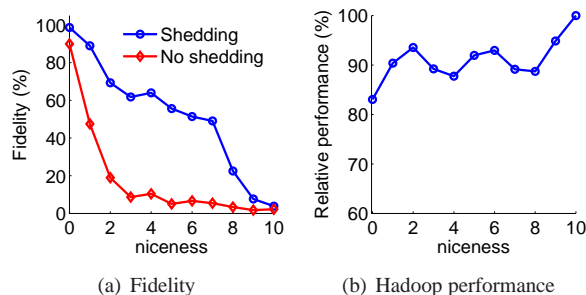 Fidelity (%)
100
80
60
40
20
0
Shedding
No shedding
0 2 4 6 8 10
niceness
(a) Fidelity
Relative performance (%)
100
90
80
70
60
0 2 4 6 8 10
niceness
(b) Hadoop performance